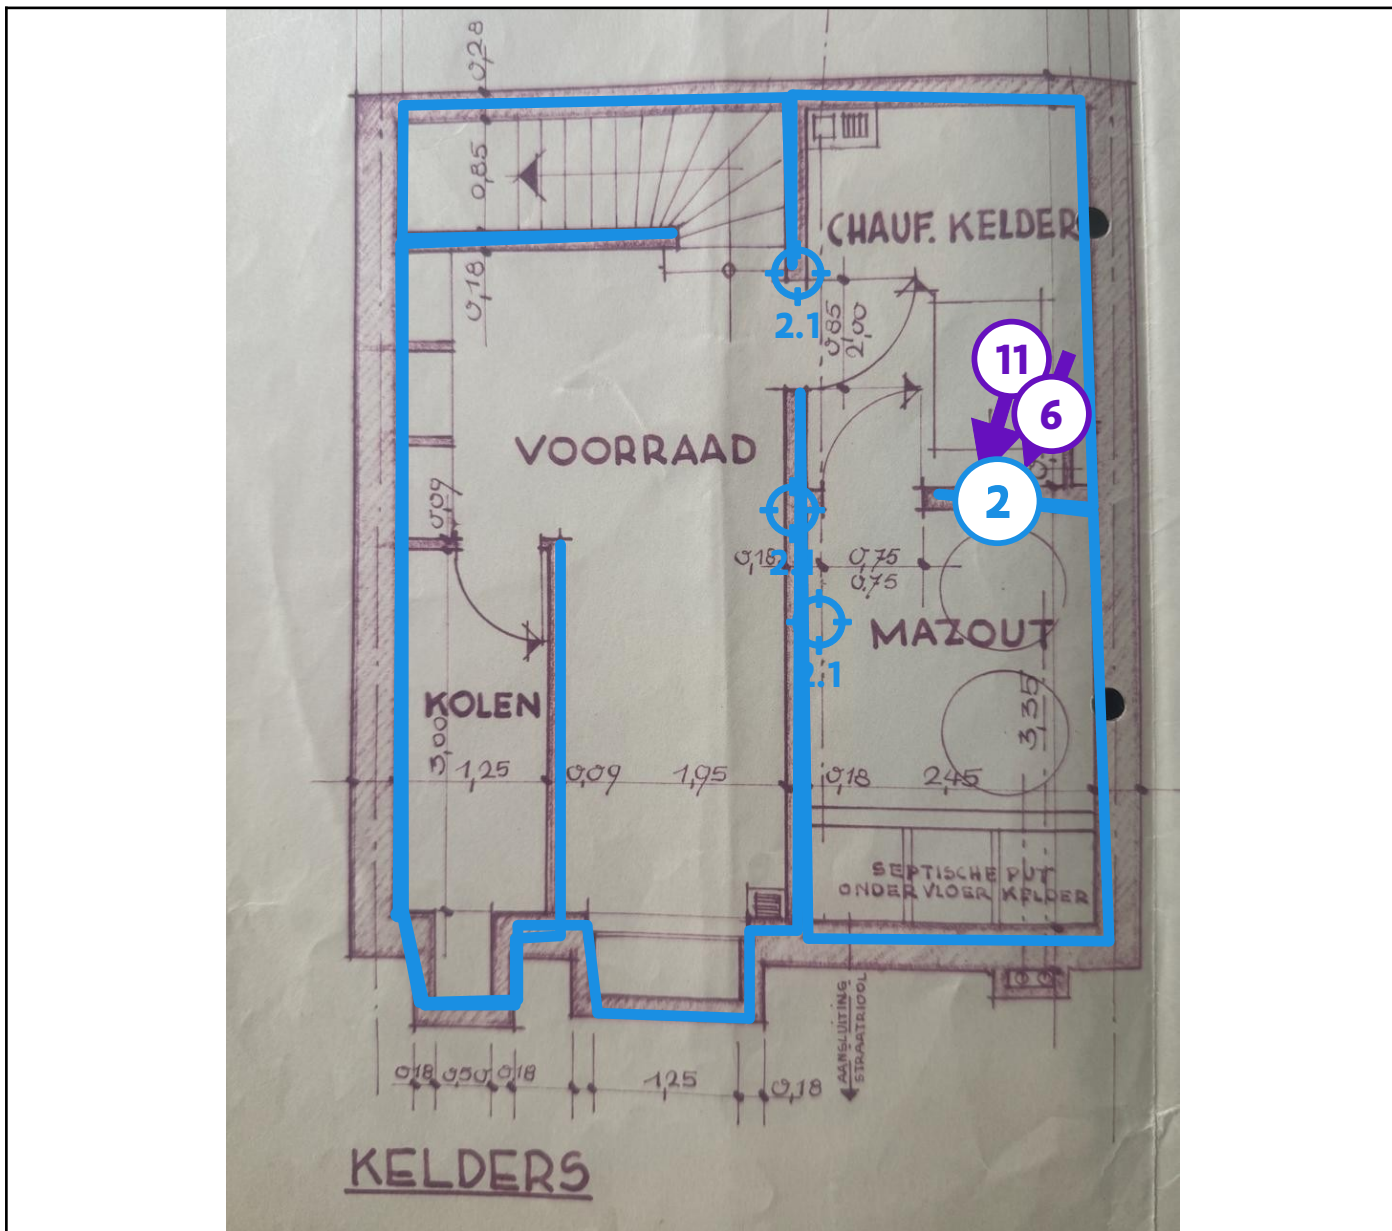 0,28
0,85
CHAUF. KELDER
0,18
2.1
0,85
2,00
11
6
VOORRAAD
2
0,09
0,18
0,75
0,75
MAZOUT
KOLEN
2.1
3,00
3,35
1,25
0,09
1,95
0,18
2,45
SEPTISCHE PUT
ONDER VLOER KELDER
AANSLUITING
STRAATRIOOL
0,18
0,50
0,18
1,25
0,18
KELDERS